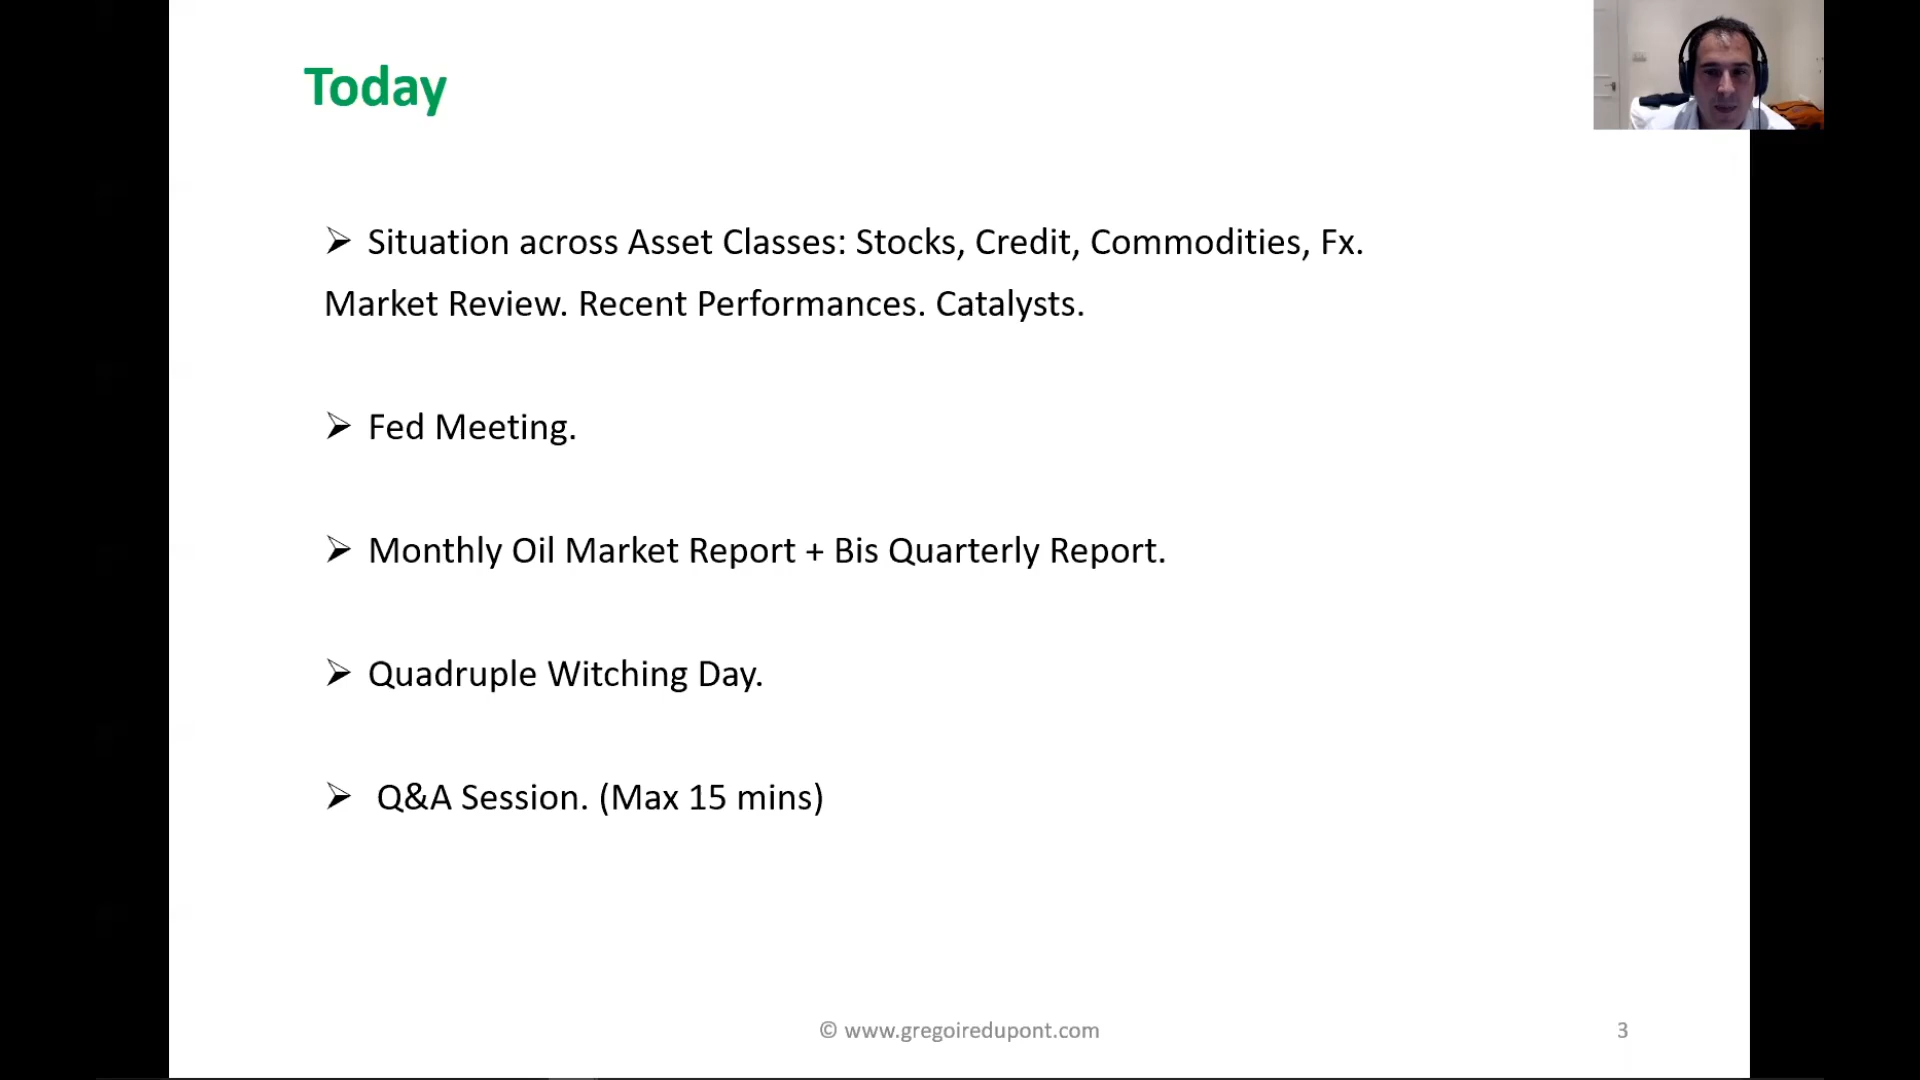 Today
➢ Situation across Asset Classes: Stocks, Credit, Commodities, Fx.
Market Review. Recent Performances. Catalysts.
➢ Fed Meeting.
➢ Monthly Oil Market Report + Bis Quarterly Report.
➢ Quadruple Witching Day.
➢ Q&A Session. (Max 15 mins)
© www.gregoiredupont.com
3